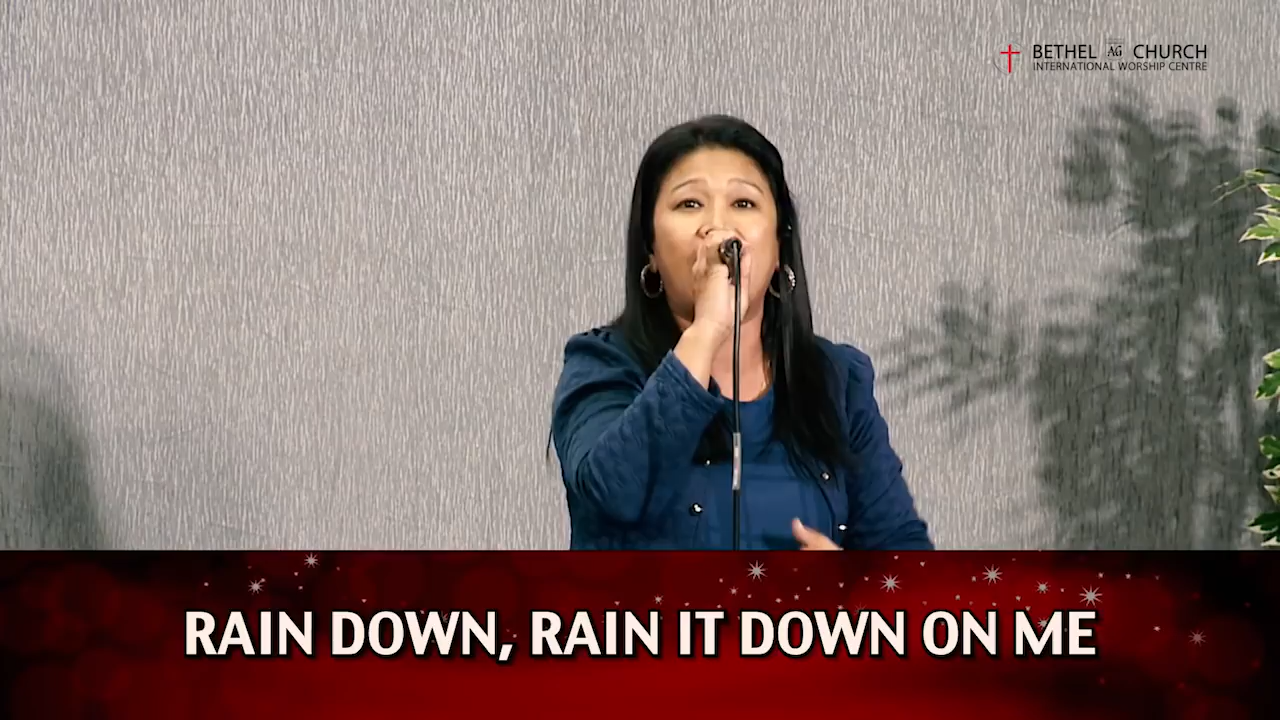 BETHEL AG CHURCH
INTERNATIONAL WORSHIP CENTRE
RAIN DOWN, RAIN IT DOWN ON ME